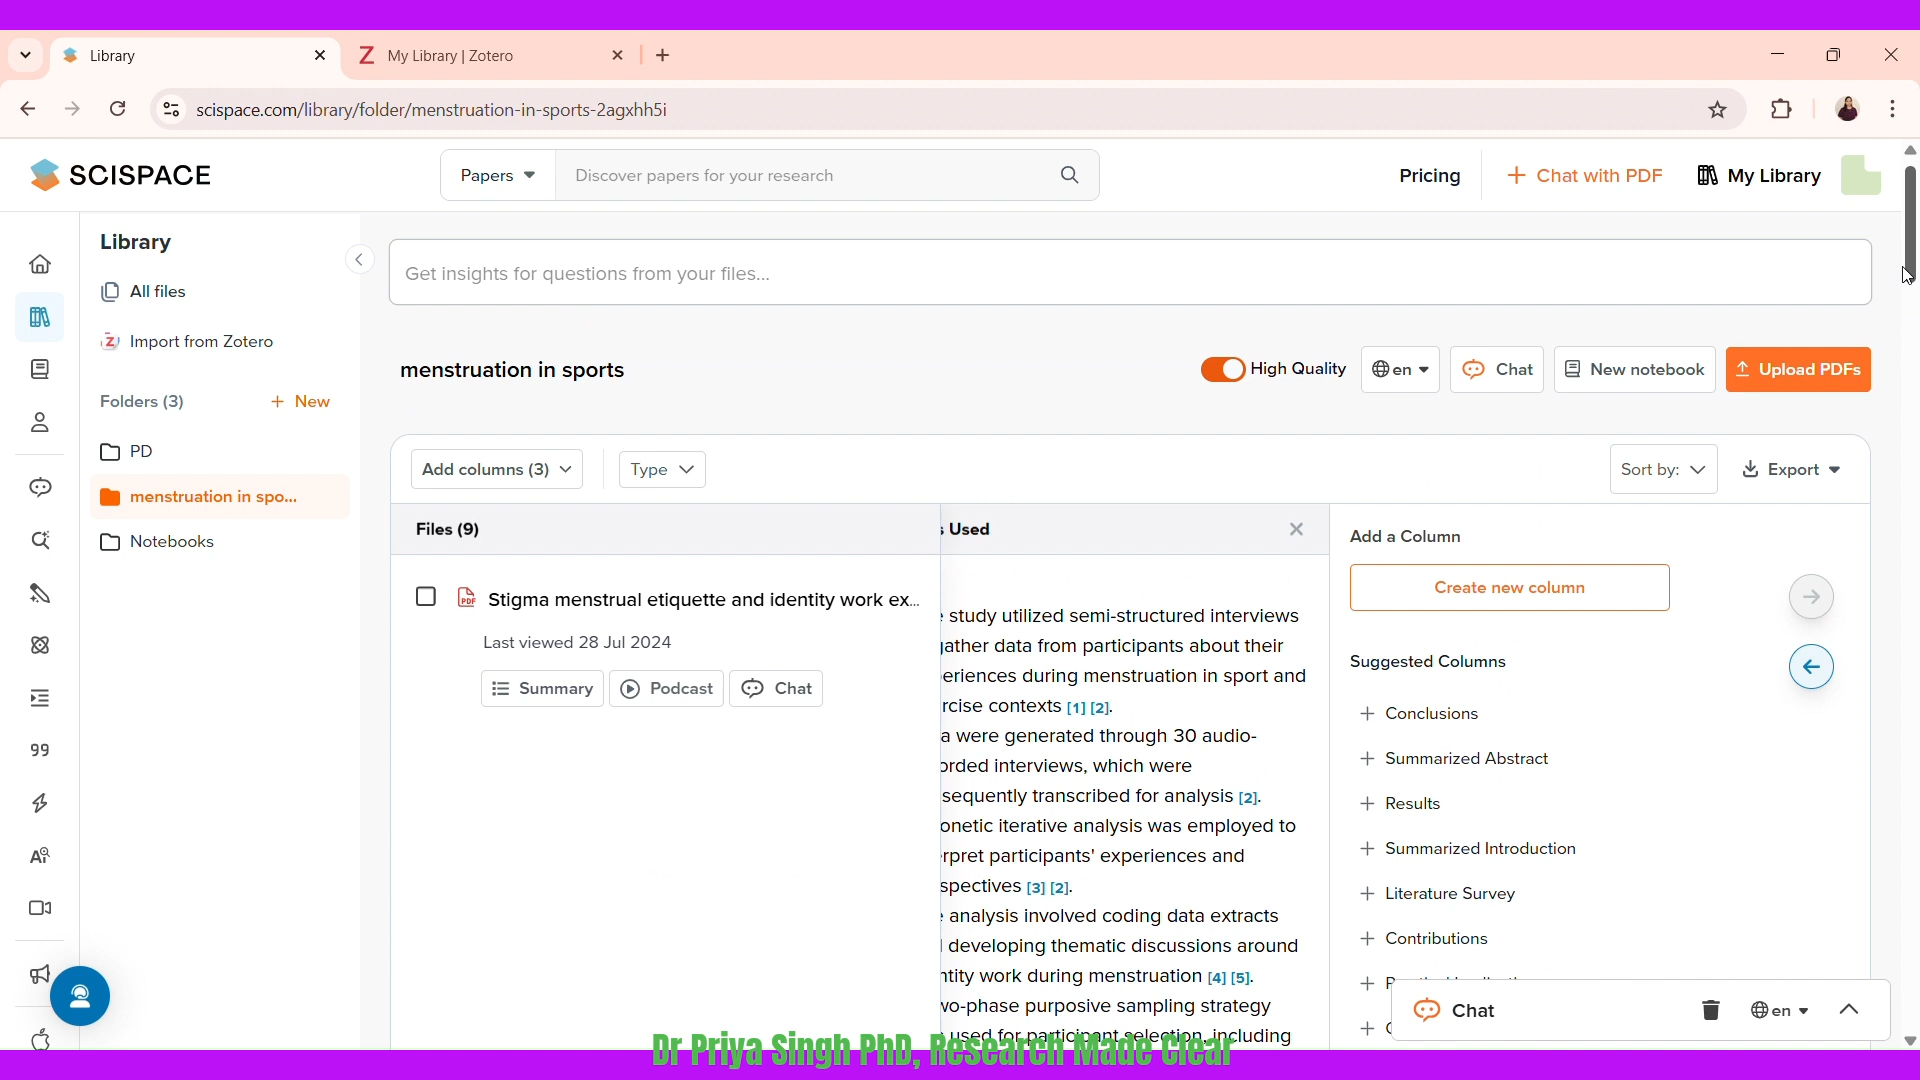 Library
My Library | Zotero
scispace.com/library/folder/menstruation-in-sports-2agxhh5i
SCISPACE
Papers
Discover papers for your research
Pricing
Chat with PDF
My Library
Library
All files
Import from Zotero
Folders (3)
+ New
PD
menstruation in spo...
Notebooks
Get insights for questions from your files...
menstruation in sports
High Quality
en
Chat
New notebook
Upload PDFs
Add columns (3)
Type
Sort by:
Export
Files (9)
Stigma menstrual etiquette and identity work ex...
Last viewed 28 Jul 2024
Summary
Podcast
Chat
Used
study utilized semi-structured interviews
gather data from participants about their
eriences during menstruation in sport and
rcise contexts [1] [2].
a were generated through 30 audio-
orded interviews, which were
sequently transcribed for analysis [2].
onetic iterative analysis was employed to
rpret participants' experiences and
spectives [3] [2].
analysis involved coding data extracts
developing thematic discussions around
ntity work during menstruation [4] [5].
wo-phase purposive sampling strategy
used for participant selection, including
Add a Column
Create new column
Suggested Columns
+ Conclusions
+ Summarized Abstract
+ Results
+ Summarized Introduction
+ Literature Survey
+ Contributions
Chat
en
Dr Priya Singh PhD, Research Made Clear